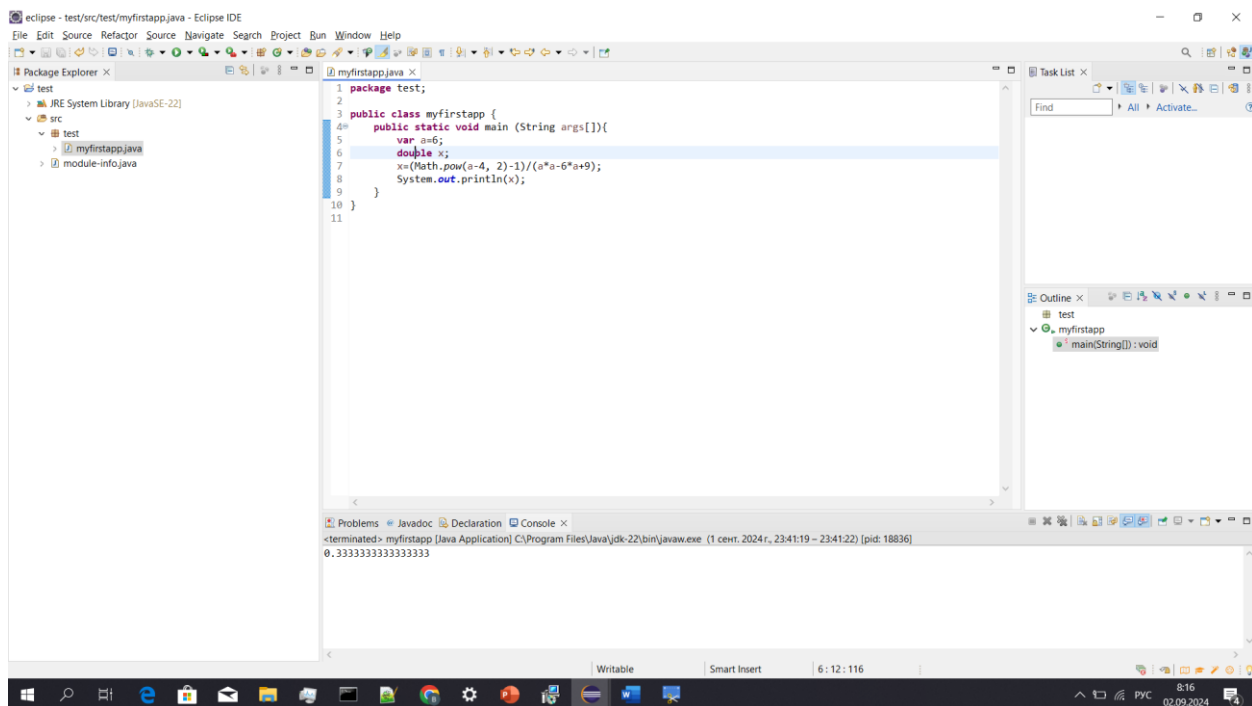 eclipse - test/src/test/myfirstapp.java - Eclipse IDE
File Edit Source Refactor Source Navigate Search Project Run Window Help
Package Explorer
test
JRE System Library [JavaSE-22]
src
test
myfirstapp.java
module-info.java
myfirstapp.java
1 package test;
2
3 public class myfirstapp {
4 public static void main (String args[]){
5 var a=6;
6 double x;
7 x=(Math.pow(a-4, 2)-1)/(a*a-6*a+9);
8 System.out.println(x);
9 }
10 }
11
Task List
Find All Activate...
Outline
test
myfirstapp
main(String[]) : void
Problems Javadoc Declaration Console
<terminated> myfirstapp [Java Application] C:\Program Files\Java\jdk-22\bin\javaw.exe (1 сент. 2024 г., 23:41:19 – 23:41:22) [pid: 18836]
0.3333333333333333
Writable Smart Insert 6 : 12 : 116
РУС
8:16
02.09.2024
4